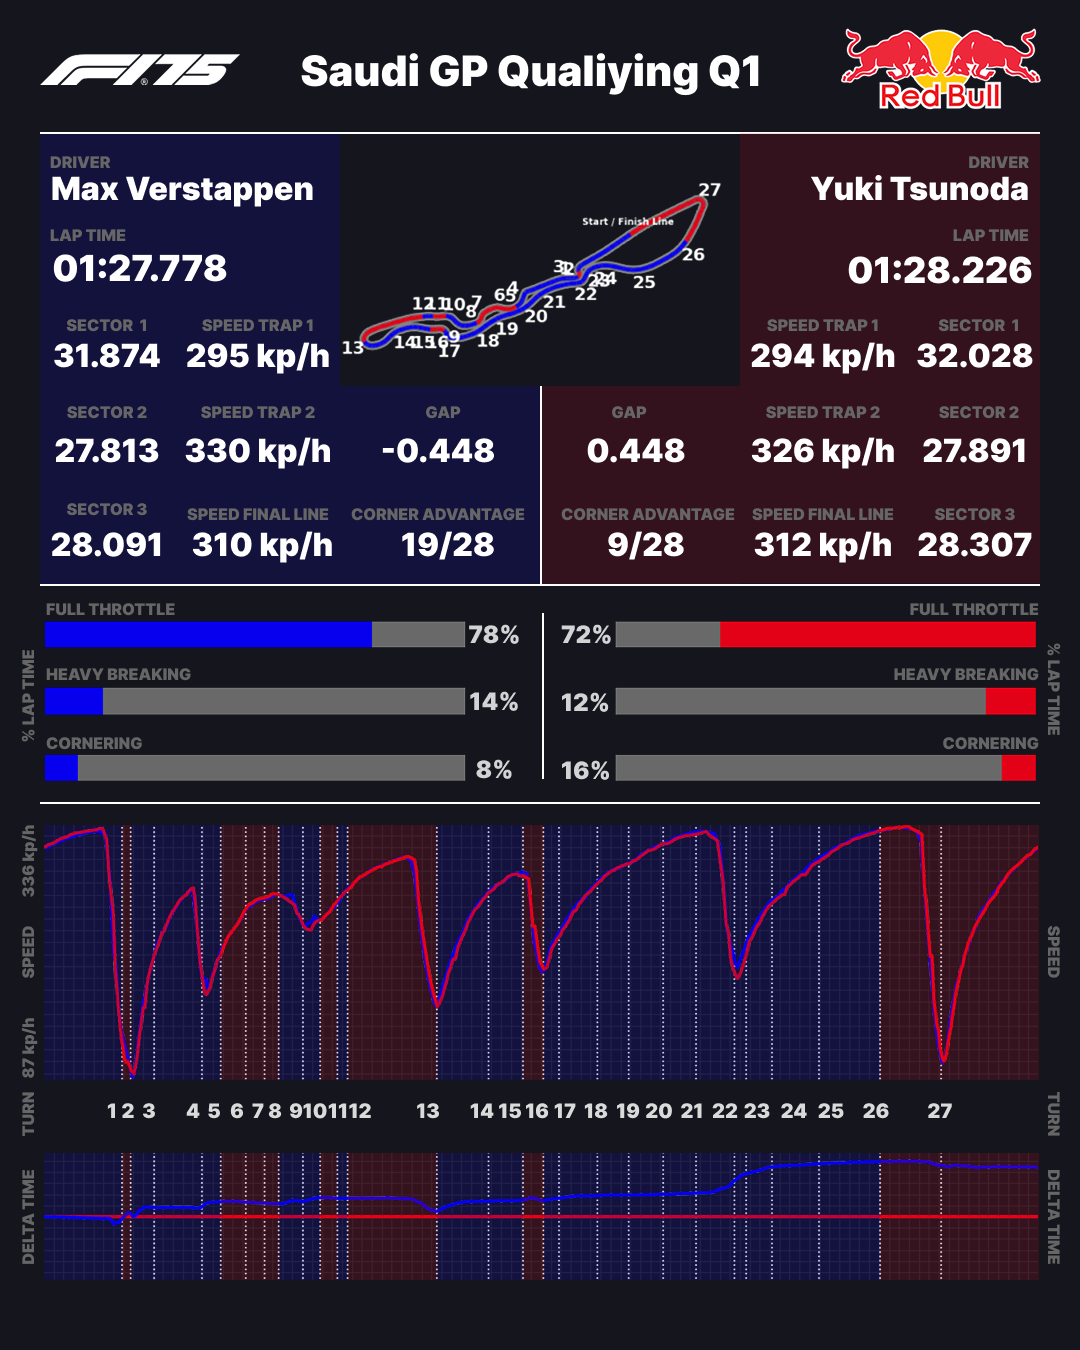 F1 75
®
Saudi GP Qualiying Q1
Red Bull
DRIVER
Max Verstappen
LAP TIME
01:27.778
SECTOR 1
31.874
SPEED TRAP 1
295 kp/h
SECTOR 2
27.813
SPEED TRAP 2
330 kp/h
GAP
-0.448
SECTOR 3
28.091
SPEED FINAL LINE
310 kp/h
CORNER ADVANTAGE
19/28
27
Start / Finish Line
26
25
24
22
21
20
19
18
17
16
15
14
13
12
11
10
9
8
7
6
5
4
3
DRIVER
Yuki Tsunoda
LAP TIME
01:28.226
SPEED TRAP 1
294 kp/h
SECTOR 1
32.028
GAP
0.448
SPEED TRAP 2
326 kp/h
SECTOR 2
27.891
CORNER ADVANTAGE
9/28
SPEED FINAL LINE
312 kp/h
SECTOR 3
28.307
% LAP TIME
FULL THROTTLE
78%
HEAVY BREAKING
14%
CORNERING
8%
FULL THROTTLE
72%
HEAVY BREAKING
12%
CORNERING
16%
% LAP TIME
336 kp/h
SPEED
87 kp/h
SPEED
TURN
1 2 3 4 5 6 7 8 9 10 11 12 13 14 15 16 17 18 19 20 21 22 23 24 25 26 27
TURN
DELTA TIME
DELTA TIME